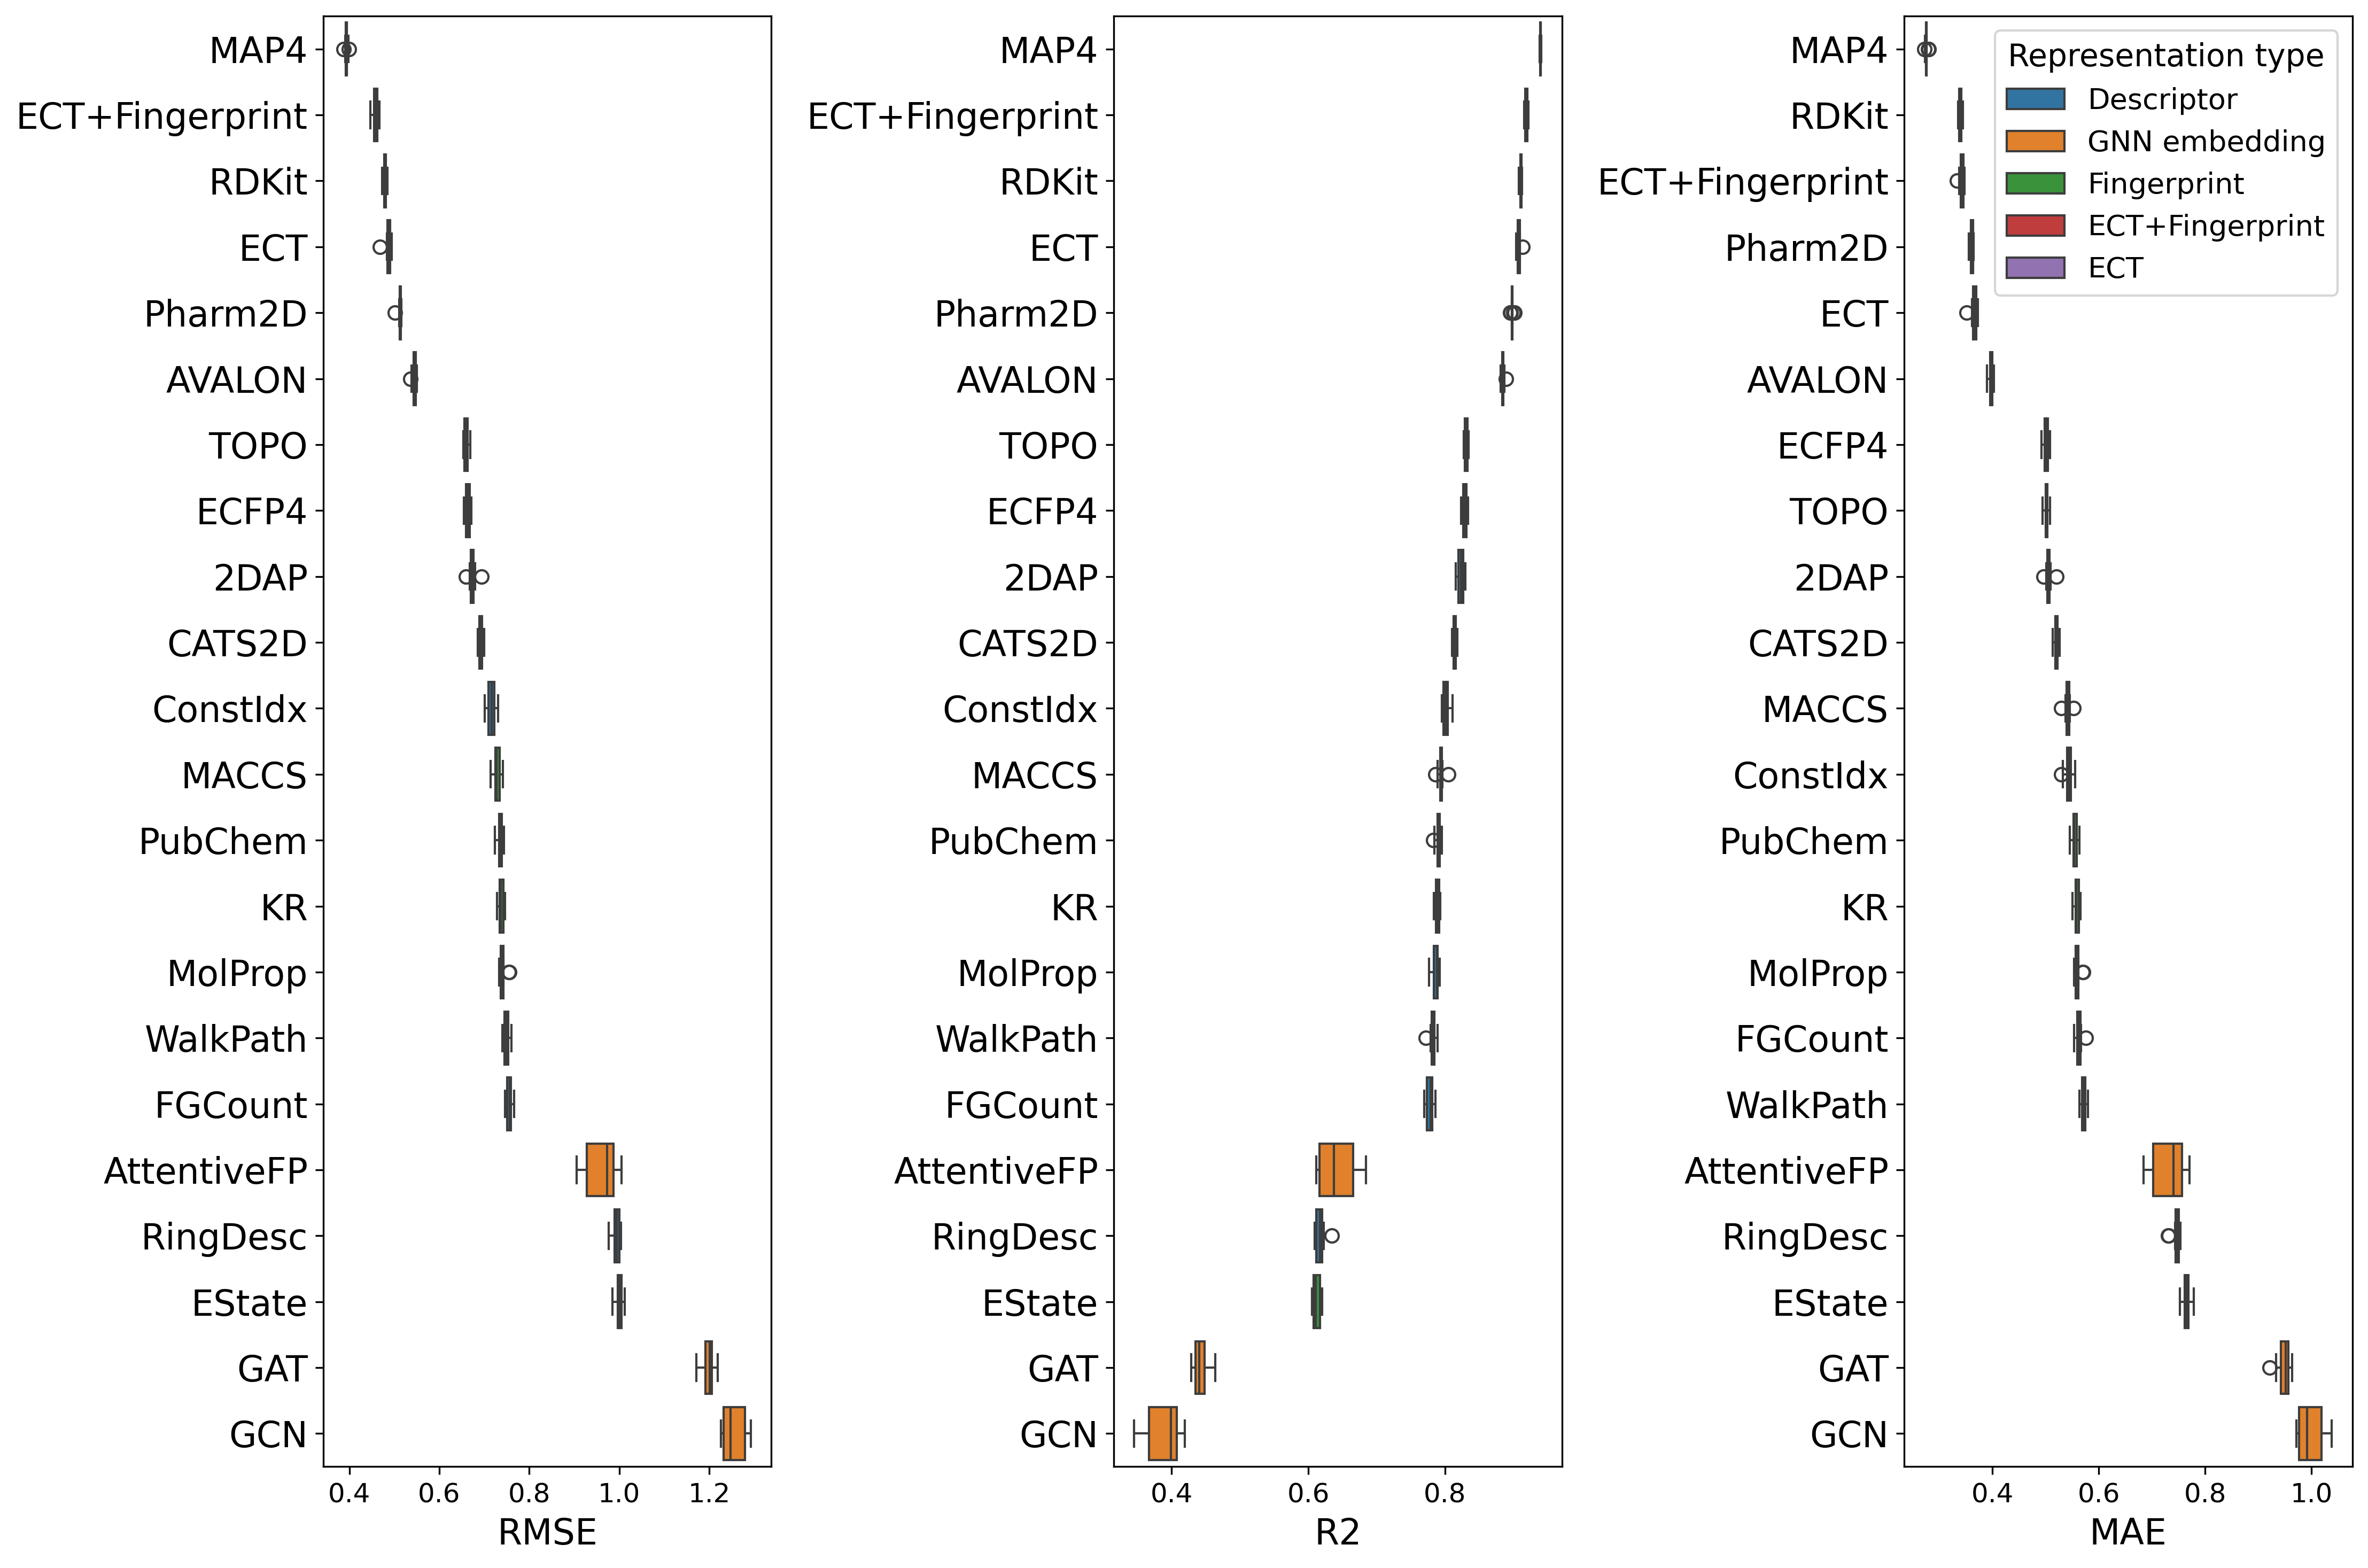 MAP4
ECT+Fingerprint
RDKit
ECT
Pharm2D
AVALON
TOPO
ECFP4
2DAP
CATS2D
ConstIdx
MACCS
PubChem
KR
MolProp
WalkPath
FGCount
AttentiveFP
RingDesc
EState
GAT
GCN
0.4 0.6 0.8 1.0 1.2
RMSE
MAP4
ECT+Fingerprint
RDKit
ECT
Pharm2D
AVALON
TOPO
ECFP4
2DAP
CATS2D
ConstIdx
MACCS
PubChem
KR
MolProp
WalkPath
FGCount
AttentiveFP
RingDesc
EState
GAT
GCN
0.4 0.6 0.8
R2
MAP4
RDKit
ECT+Fingerprint
Pharm2D
ECT
AVALON
ECFP4
TOPO
2DAP
CATS2D
MACCS
ConstIdx
PubChem
KR
MolProp
FGCount
WalkPath
AttentiveFP
RingDesc
EState
GAT
GCN
0.4 0.6 0.8 1.0
MAE
Representation type
Descriptor
GNN embedding
Fingerprint
ECT+Fingerprint
ECT